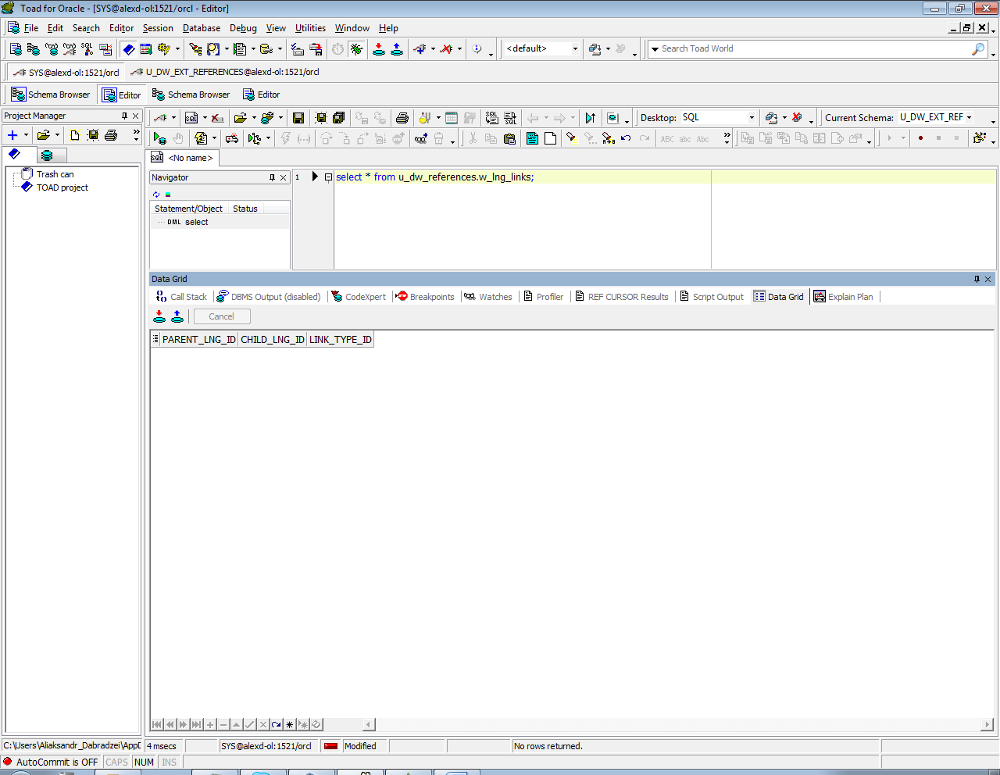 Toad for Oracle - [SYS@alexd-ol:1521/orcl - Editor]
File Edit Search Grid Editor Session Database Debug View Utilities Window Help
<default> Search Toad World
SYS@alexd-ol:1521/orcl U_DW_EXT_REFERENCES@alexd-ol:1521/orcl
Schema Browser Editor Schema Browser Editor
Project Manager
SQL Desktop: SQL Current Schema: U_DW_EXT_REF
ABC abc Abc
SQL <No name>
Trash can
TOAD project
Navigator
Statement/Object Status
DML select
1 select * from u_dw_references.w_lng_links;
Data Grid
Call Stack DBMS Output (disabled) CodeXpert Breakpoints Watches Profiler REF CURSOR Results Script Output Data Grid Explain Plan
Cancel
PARENT_LNG_ID CHILD_LNG_ID LINK_TYPE_ID
C:\Users\Aliaksandr_Dabradzei\AppD 4 msecs SYS@alexd-ol:1521/orcl Modified No rows returned.
AutoCommit is OFF CAPS NUM INS